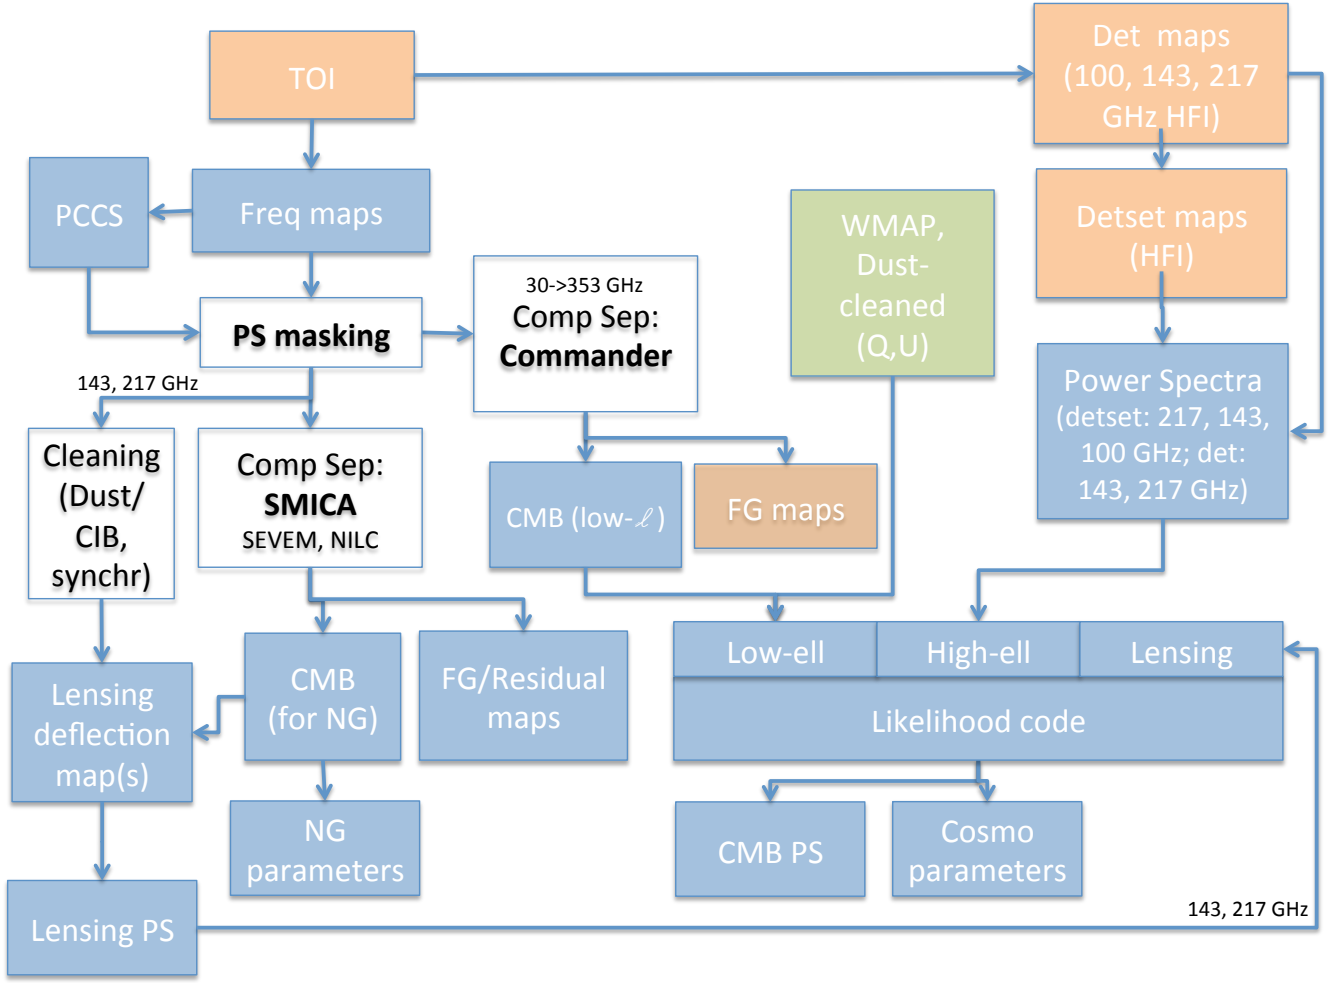 TOI
Det maps
(100, 143, 217
GHz HFI)
PCCS
Freq maps
Detset maps
(HFI)
WMAP,
Dust-
cleaned
(Q,U)
30->353 GHz
Comp Sep:
Commander
PS masking
143, 217 GHz
Power Spectra
(detset: 217, 143,
100 GHz; det:
143, 217 GHz)
Cleaning
(Dust/
CIB,
synchr)
Comp Sep:
SMICA
SEVEM, NILC
CMB (low-ℓ)
FG maps
Low-ell
High-ell
Lensing
Likelihood code
Lensing
deflection
map(s)
CMB
(for NG)
FG/Residual
maps
NG
parameters
CMB PS
Cosmo
parameters
Lensing PS
143, 217 GHz